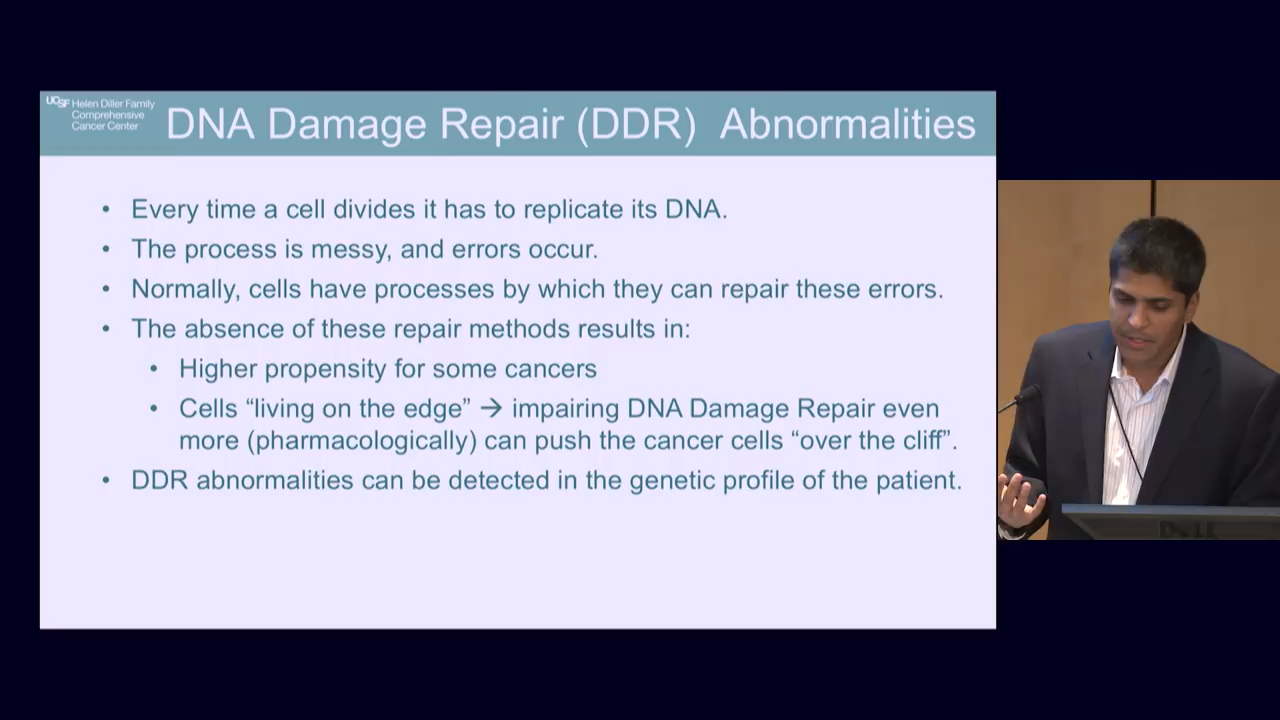 UCSF Helen Diller Family
Comprehensive
Cancer Center
DNA Damage Repair (DDR) Abnormalities
• Every time a cell divides it has to replicate its DNA.
• The process is messy, and errors occur.
• Normally, cells have processes by which they can repair these errors.
• The absence of these repair methods results in:
• Higher propensity for some cancers
• Cells “living on the edge” → impairing DNA Damage Repair even
more (pharmacologically) can push the cancer cells “over the cliff”.
• DDR abnormalities can be detected in the genetic profile of the patient.
DELL